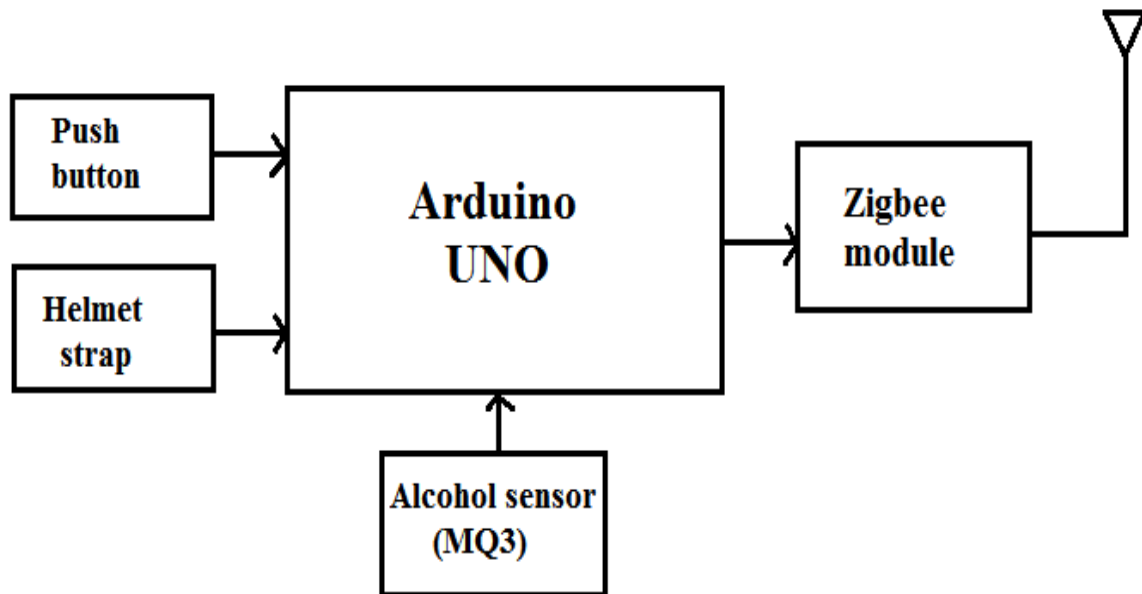 Push
button
Helmet
strap
Arduino
UNO
Alcohol sensor
(MQ3)
Zigbee
module